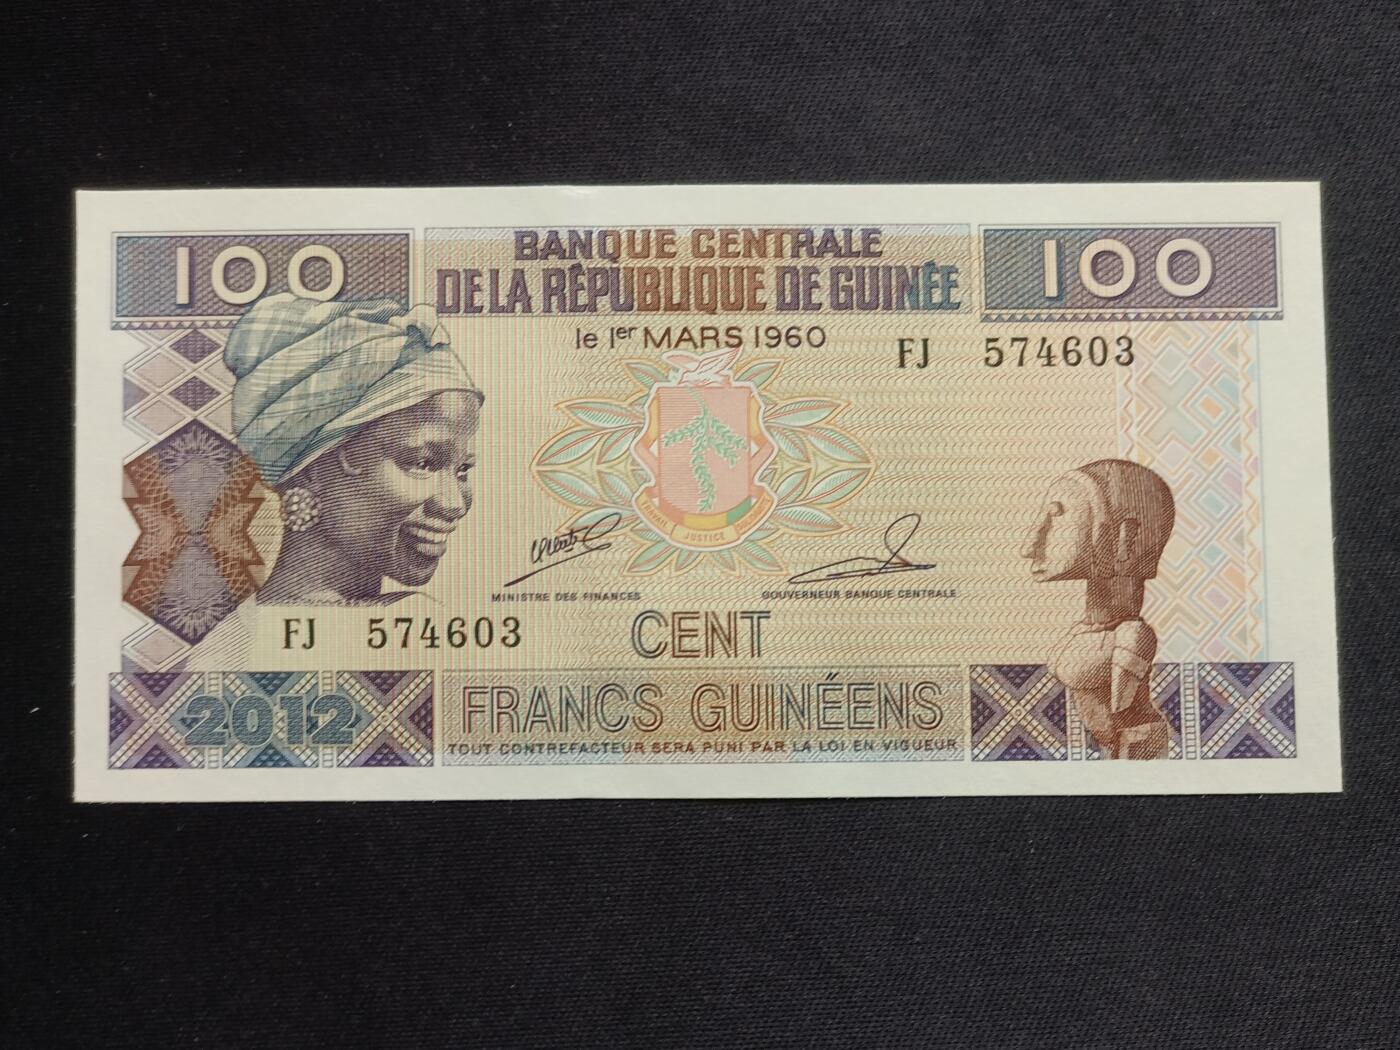 100
BANQUE CENTRALE
DE LA RÉPUBLIQUE DE GUINÉE
100
le 1er MARS 1960
FJ 574603
TRAVAIL JUSTICE
MINISTRE DES FINANCES
GOUVERNEUR BANQUE CENTRALE
FJ 574603
CENT
FRANCS GUINÉENS
2012
TOUT CONTREFACTEUR SERA PUNI PAR LA LOI EN VIGUEUR